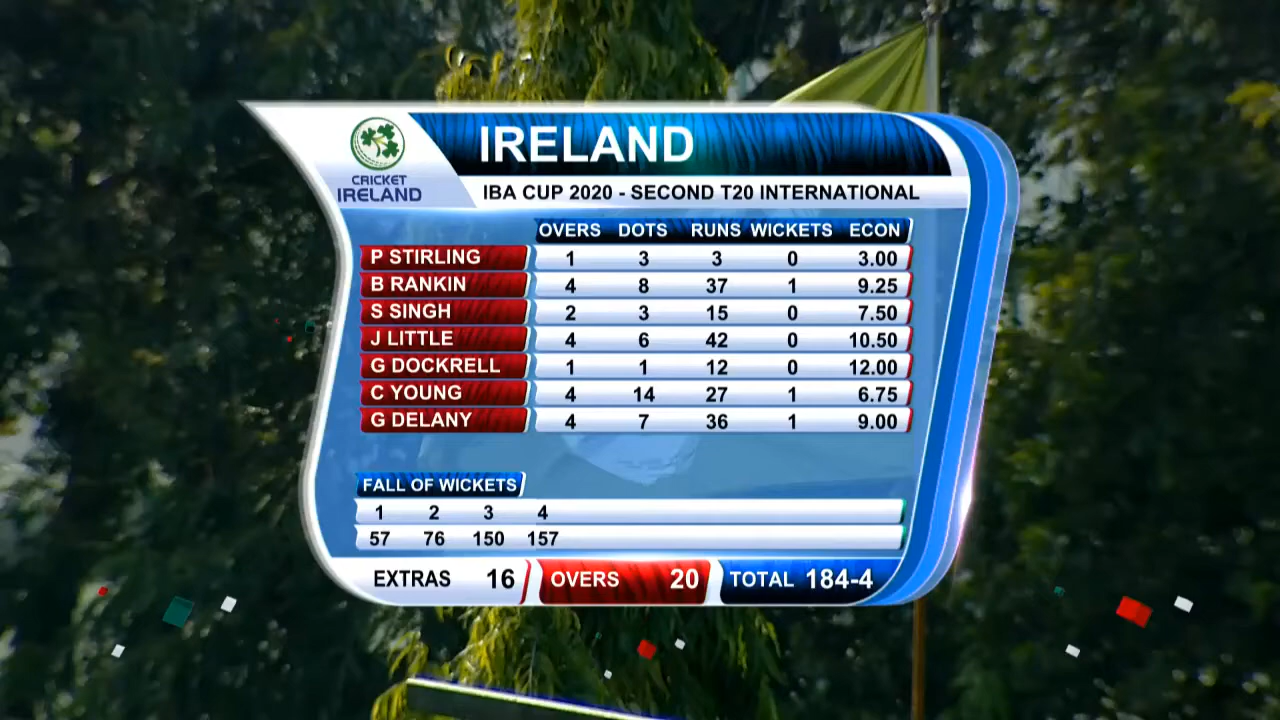 IRELAND
CRICKET
IRELAND
IBA CUP 2020 - SECOND T20 INTERNATIONAL
OVERS DOTS RUNS WICKETS ECON
P STIRLING 1 3 3 0 3.00
B RANKIN 4 8 37 1 9.25
S SINGH 2 3 15 0 7.50
J LITTLE 4 6 42 0 10.50
G DOCKRELL 1 1 12 0 12.00
C YOUNG 4 14 27 1 6.75
G DELANY 4 7 36 1 9.00
FALL OF WICKETS
1 2 3 4
57 76 150 157
EXTRAS 16 OVERS 20 TOTAL 184-4